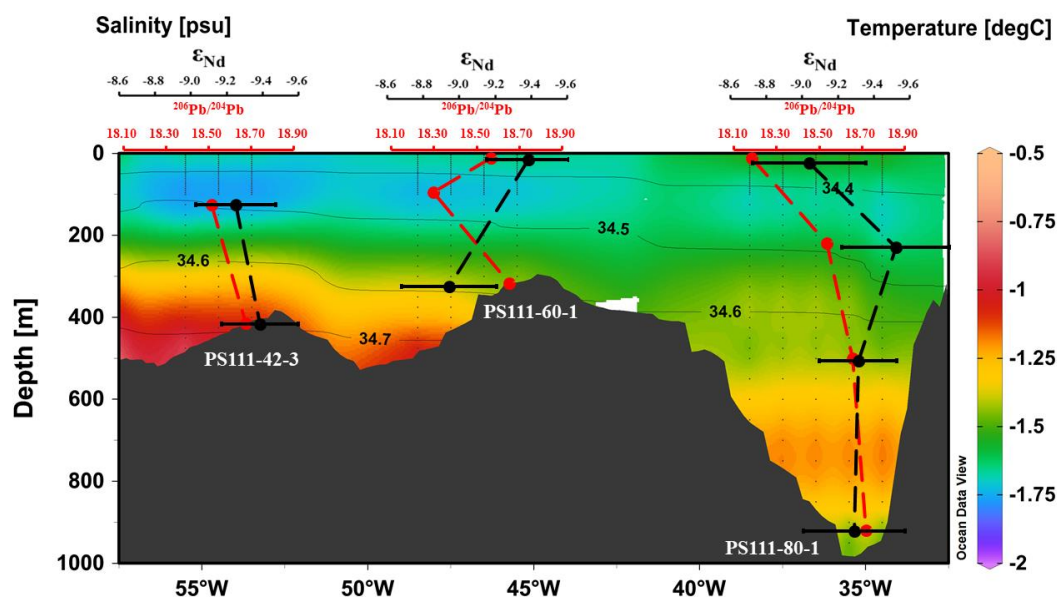 Salinity [psu] Temperature [degC]
εNd εNd εNd
-8.6 -8.8 -9.0 -9.2 -9.4 -9.6
-8.6 -8.8 -9.0 -9.2 -9.4 -9.6
-8.6 -8.8 -9.1 -9.2 -9.4 -9.6
206Pb/204Pb 206Pb/204Pb 206Pb/204Pb
18.10 18.30 18.50 18.70 18.90
18.10 18.30 18.50 18.70 18.90
18.10 18.30 18.50 18.70 18.90
Depth [m]
0
200
400
600
800
1000
34.4
34.5
34.6
34.6
34.7
PS111-42-3
PS111-60-1
PS111-80-1
55°W 50°W 45°W 40°W 35°W
Ocean Data View
-0.5
-0.75
-1
-1.25
-1.5
-1.75
-2